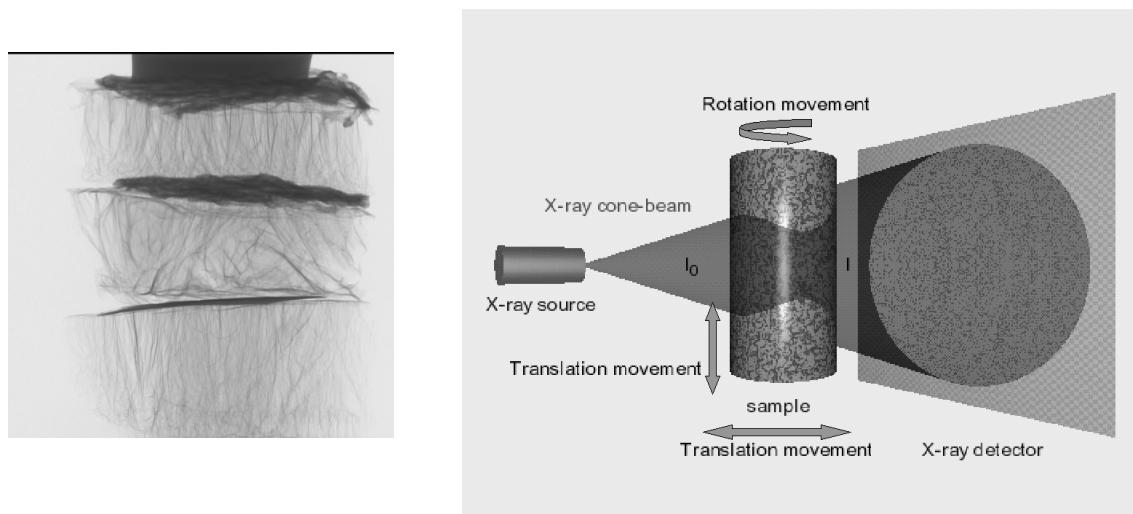 Rotation movement
X-ray cone-beam
I0
I
X-ray source
Translation movement
sample
Translation movement
X-ray detector